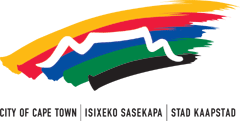 CITY OF CAPE TOWN | ISIXEKO SASEKAPA | STAD KAAPSTAD